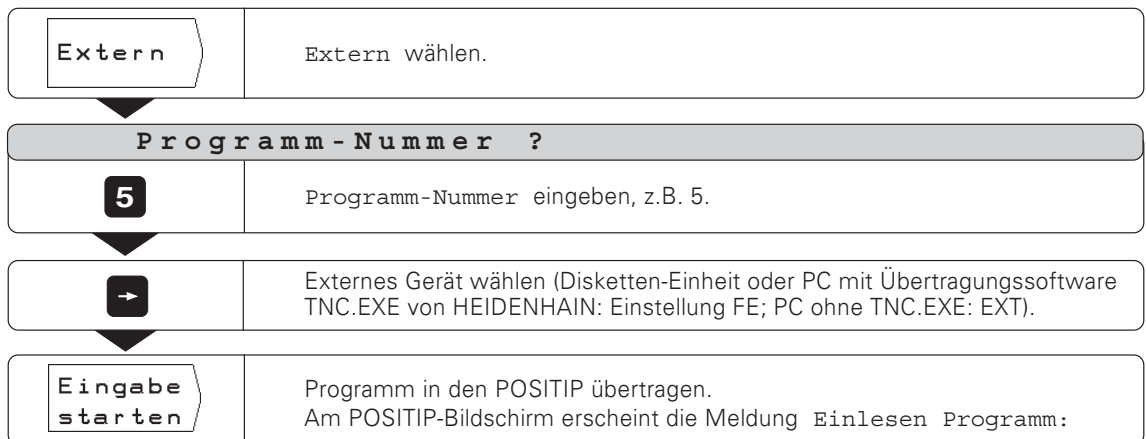 Extern
Extern wählen.
Programm-Nummer ?
5
Programm-Nummer eingeben, z.B. 5.
Externes Gerät wählen (Disketten-Einheit oder PC mit Übertragungssoftware
TNC.EXE von HEIDENHAIN: Einstellung FE; PC ohne TNC.EXE: EXT).
Eingabe
starten
Programm in den POSITIP übertragen.
Am POSITIP-Bildschirm erscheint die Meldung Einlesen Programm: